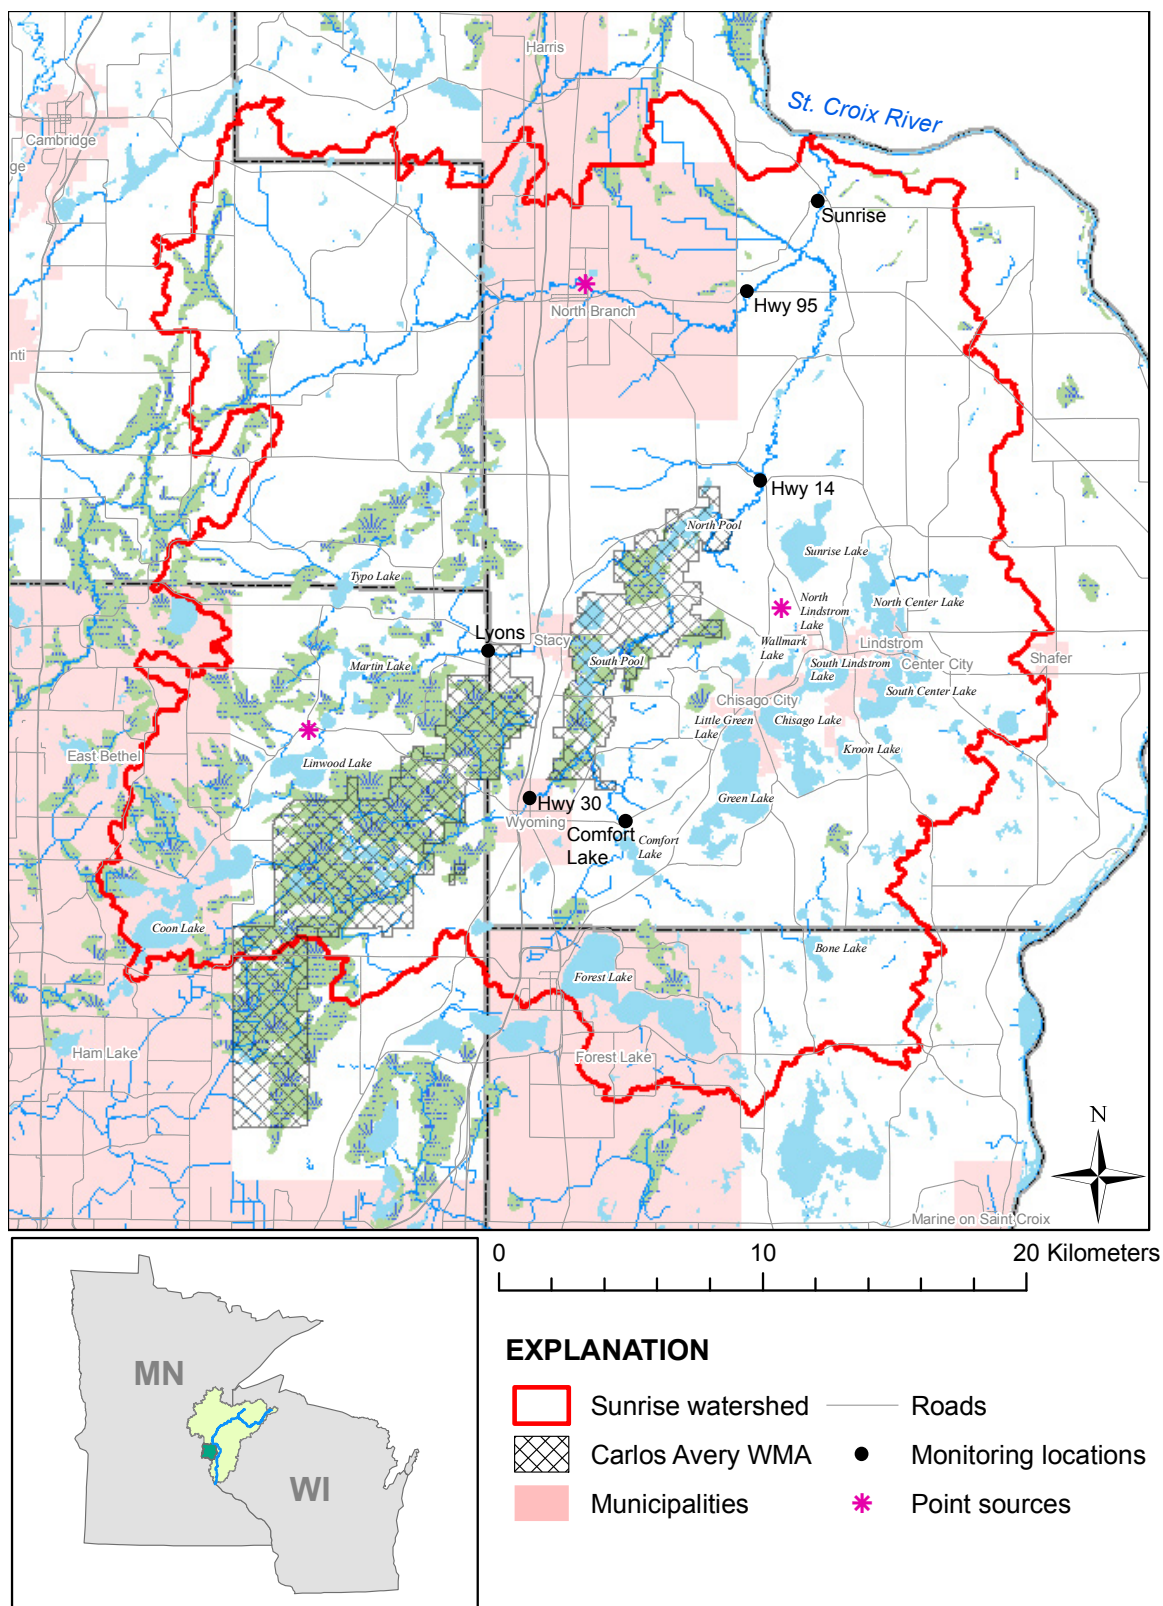 Harris
St. Croix River
Cambridge
ge
Sunrise
North Branch
Hwy 95
nti
Hwy 14
North Pool
Sunrise Lake
Typo Lake
North
Lindstrom
Lake
North Center Lake
Lyons
Stacy
Wallmark
Lake
Lindstrom
South Pool
Martin Lake
South Lindstrom
Lake
Center City
Shafer
South Center Lake
Chisago City
Little Green
Lake
Chisago Lake
East Bethel
Linwood Lake
Kroon Lake
Hwy 30
Green Lake
Wyoming
Comfort
Lake
Comfort
Lake
Coon Lake
Bone Lake
Forest Lake
Ham Lake
Forest Lake
N
Marine on Saint Croix
0 10 20 Kilometers
MN
WI
EXPLANATION
Sunrise watershed
Roads
Carlos Avery WMA
Monitoring locations
Municipalities
Point sources